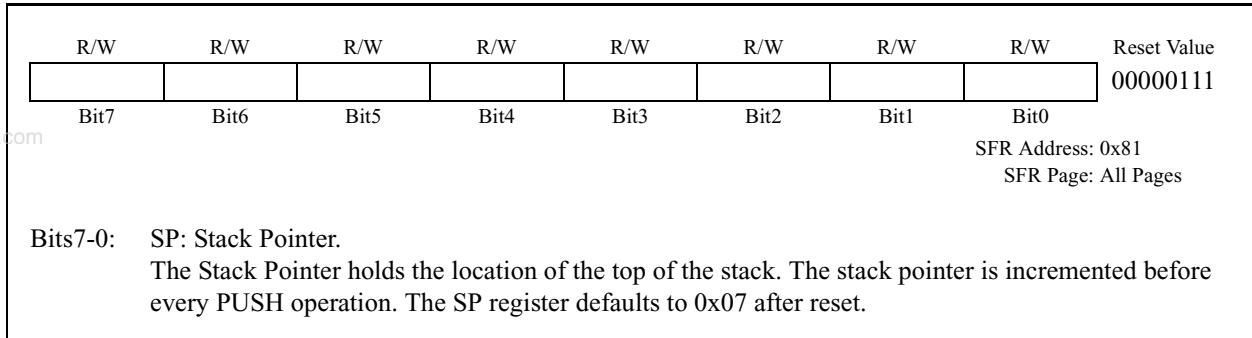 R/W R/W R/W R/W R/W R/W R/W R/W Reset Value
00000111
Bit7 Bit6 Bit5 Bit4 Bit3 Bit2 Bit1 Bit0
.com
SFR Address: 0x81
SFR Page: All Pages
Bits7-0: SP: Stack Pointer.
The Stack Pointer holds the location of the top of the stack. The stack pointer is incremented before
every PUSH operation. The SP register defaults to 0x07 after reset.